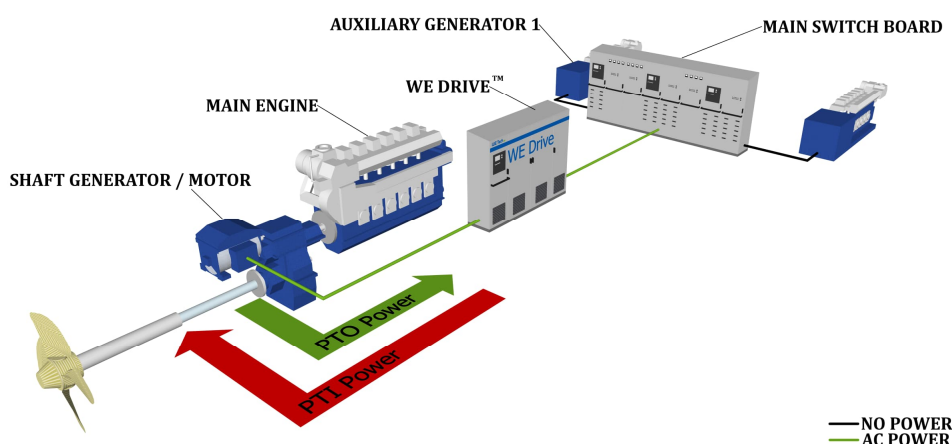 AUXILIARY GENERATOR 1
MAIN SWITCH BOARD
WE DRIVE™
MAIN ENGINE
WE Drive
SHAFT GENERATOR / MOTOR
PTO Power
PTI Power
NO POWER
AC POWER